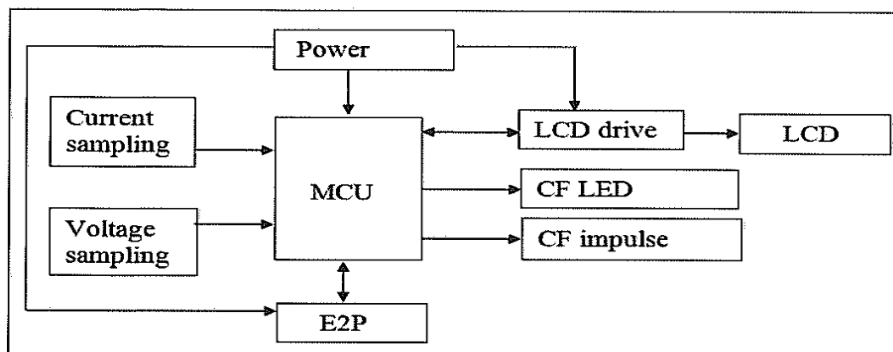 Power
Current
sampling
LCD drive
LCD
MCU
CF LED
Voltage
sampling
CF impulse
E2P